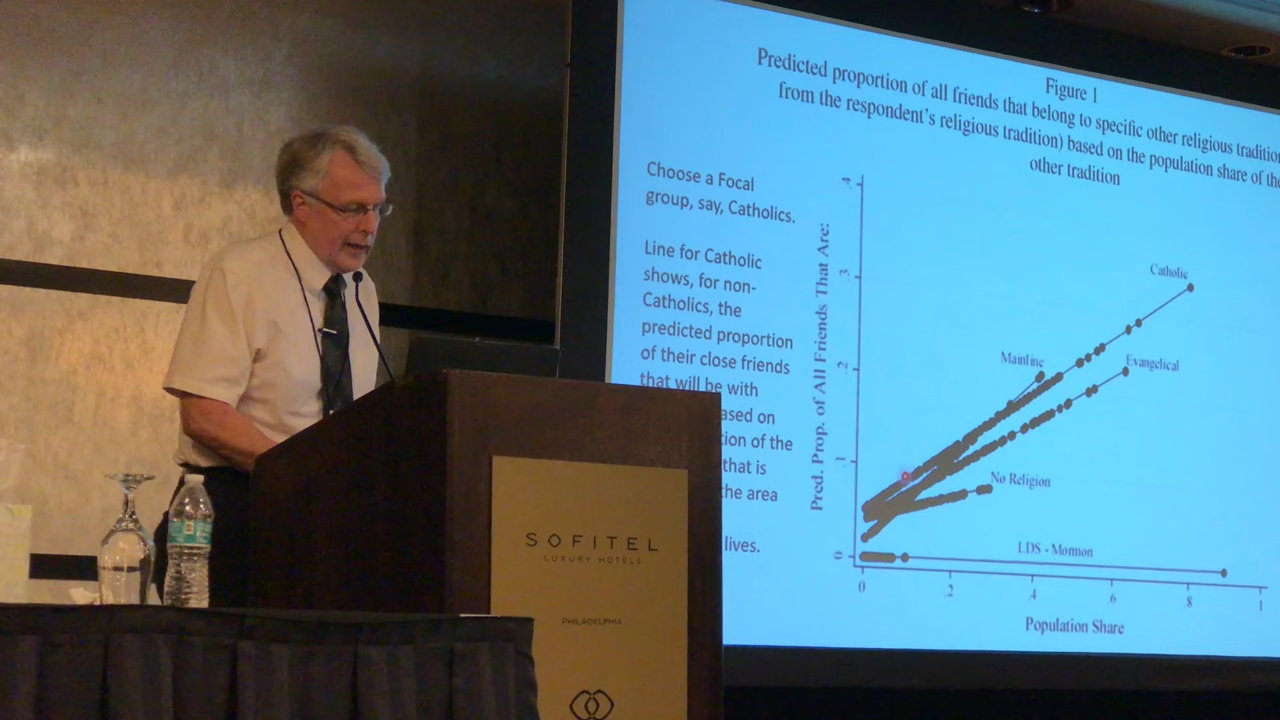 Figure 1
Predicted proportion of all friends that belong to specific other religious tradition
from the respondent's religious tradition) based on the population share of the
other tradition
Choose a Focal
group, say, Catholics.
Line for Catholic
shows, for non-
Catholics, the
predicted proportion
of their close friends
that will be with
ased on
tion of the
that is
the area
lives.
Pred. Prop. of All Friends That Are:
.4
.3
.2
.1
0
Catholic
Mainline
Evangelical
No Religion
LDS - Mormon
0
.2
.4
.6
.8
1
Population Share
SOFITEL
LUXURY HOTELS
PHILADELPHIA